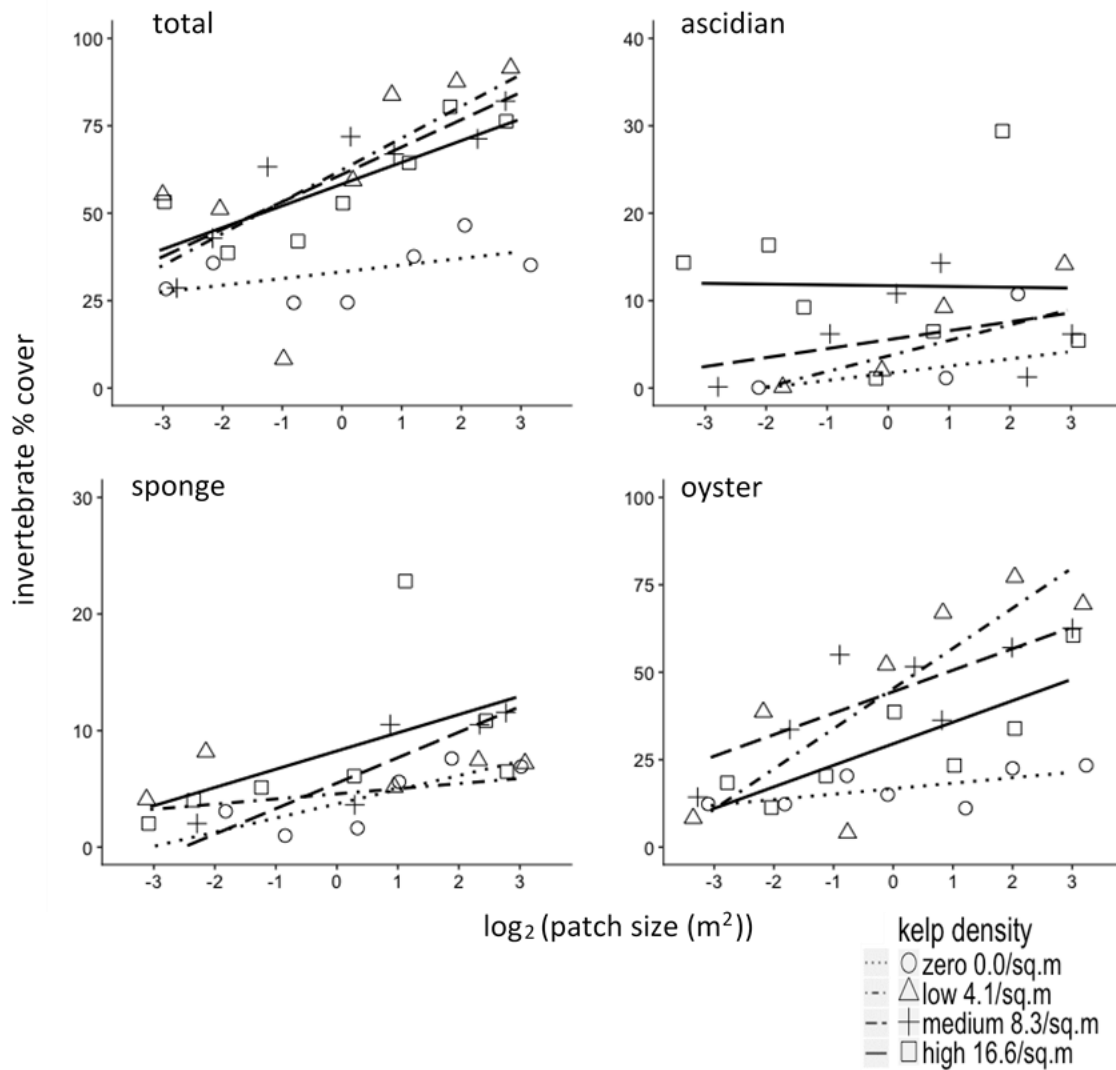 total
ascidian
100
75
50
25
0
-3 -2 -1 0 1 2 3
40
30
20
10
0
-3 -2 -1 0 1 2 3
invertebrate % cover
sponge
oyster
30
20
10
0
-3 -2 -1 0 1 2 3
100
75
50
25
0
-3 -2 -1 0 1 2 3
log₂ (patch size (m²))
kelp density
zero 0.0/sq.m
low 4.1/sq.m
medium 8.3/sq.m
high 16.6/sq.m